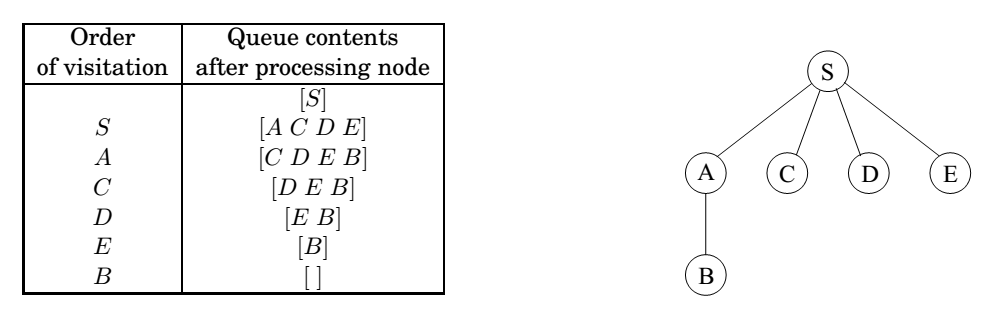 Order Queue contents
of visitation after processing node
[S]
S [A C D E]
A [C D E B]
C [D E B]
D [E B]
E [B]
B [ ]
S
A C D E
B